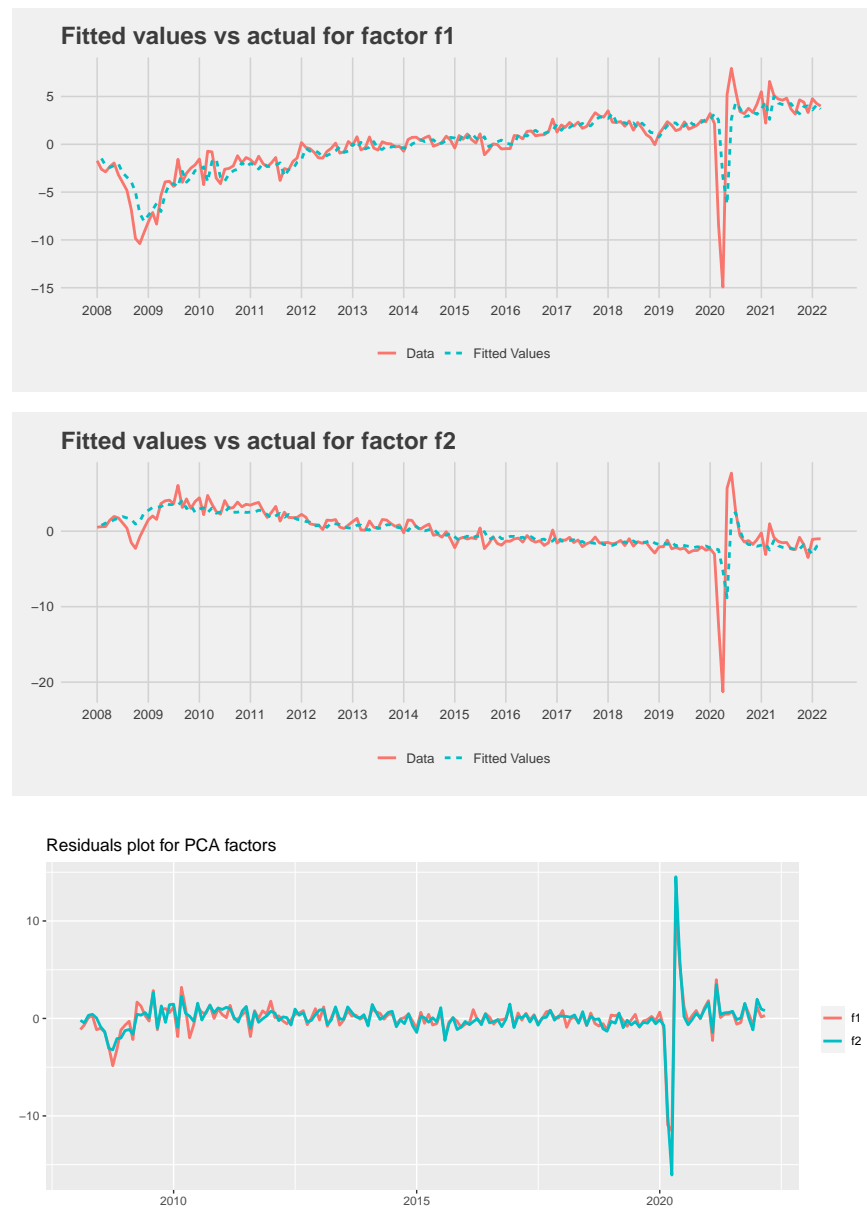 Fitted values vs actual for factor f1
5
0
−5
−10
−15
2008 2009 2010 2011 2012 2013 2014 2015 2016 2017 2018 2019 2020 2021 2022
Data Fitted Values
Fitted values vs actual for factor f2
0
−10
−20
2008 2009 2010 2011 2012 2013 2014 2015 2016 2017 2018 2019 2020 2021 2022
Data Fitted Values
Residuals plot for PCA factors
10
0
−10
f1
f2
2010 2015 2020